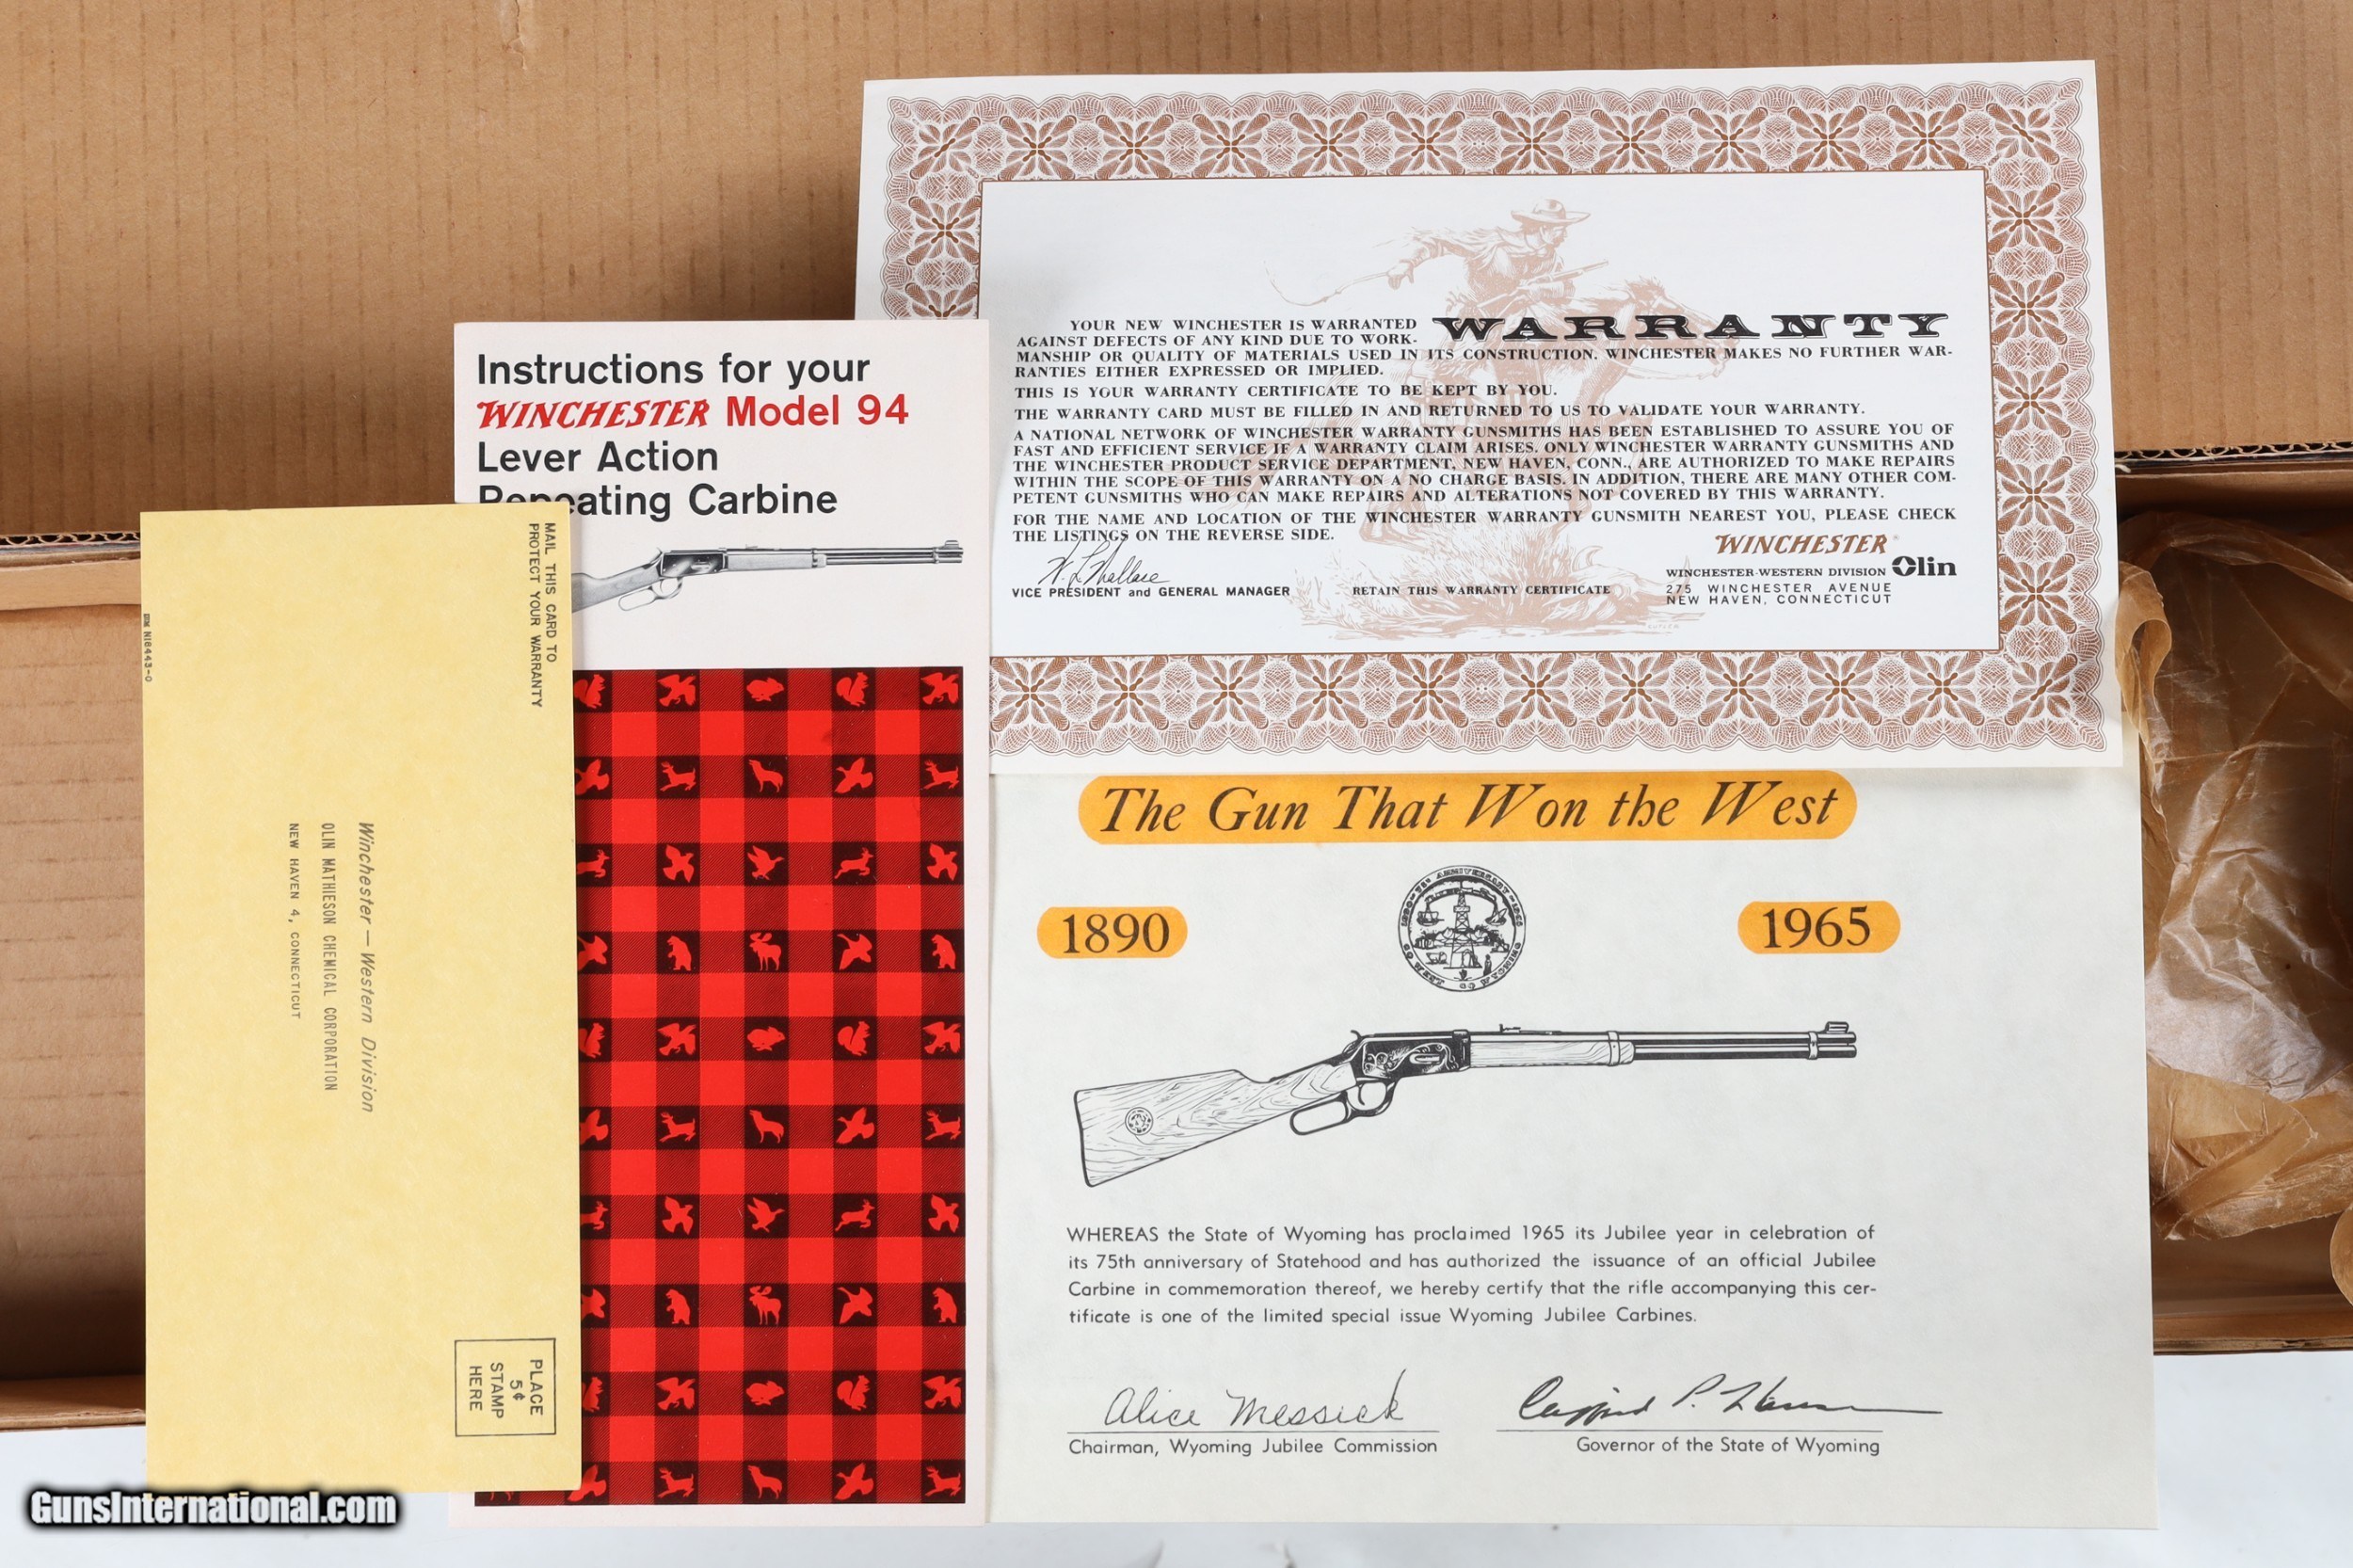 WARRANTY
YOUR NEW WINCHESTER IS WARRANTED
AGAINST DEFECTS OF ANY KIND DUE TO WORK-
MANSHIP OR QUALITY OF MATERIALS USED IN ITS CONSTRUCTION. WINCHESTER MAKES NO FURTHER WAR-
RANTIES EITHER EXPRESSED OR IMPLIED.
THIS IS YOUR WARRANTY CERTIFICATE TO BE KEPT BY YOU.
THE WARRANTY CARD MUST BE FILLED IN AND RETURNED TO US TO VALIDATE YOUR WARRANTY.
A NATIONAL NETWORK OF WINCHESTER WARRANTY GUNSMITHS HAS BEEN ESTABLISHED TO ASSURE YOU OF
FAST AND EFFICIENT SERVICE IF A WARRANTY CLAIM ARISES. ONLY WINCHESTER WARRANTY GUNSMITHS AND
THE WINCHESTER PRODUCT SERVICE DEPARTMENT, NEW HAVEN, CONN., ARE AUTHORIZED TO MAKE REPAIRS
WITHIN THE SCOPE OF THIS WARRANTY ON A NO CHARGE BASIS. IN ADDITION, THERE ARE MANY OTHER COM-
PETENT GUNSMITHS WHO CAN MAKE REPAIRS AND ALTERATIONS NOT COVERED BY THIS WARRANTY.
FOR THE NAME AND LOCATION OF THE WINCHESTER WARRANTY GUNSMITH NEAREST YOU, PLEASE CHECK
THE LISTINGS ON THE REVERSE SIDE.
VICE PRESIDENT and GENERAL MANAGER
RETAIN THIS WARRANTY CERTIFICATE
WINCHESTER
WINCHESTER-WESTERN DIVISION Olin
275 WINCHESTER AVENUE
NEW HAVEN, CONNECTICUT
Instructions for your
WINCHESTER Model 94
Lever Action
Repeating Carbine
MAIL THIS CARD TO
PROTECT YOUR WARRANTY
Winchester—Western Division
OLIN MATHIESON CHEMICAL CORPORATION
NEW HAVEN 4, CONNECTICUT
PLACE
5¢
STAMP
HERE
The Gun That Won the West
1890
1965
WHEREAS the State of Wyoming has proclaimed 1965 its Jubilee year in celebration of
its 75th anniversary of Statehood and has authorized the issuance of an official Jubilee
Carbine in commemoration thereof, we hereby certify that the rifle accompanying this cer-
tificate is one of the limited special issue Wyoming Jubilee Carbines.
Alice Messick
Chairman, Wyoming Jubilee Commission
Governor of the State of Wyoming
GunsInternational.com